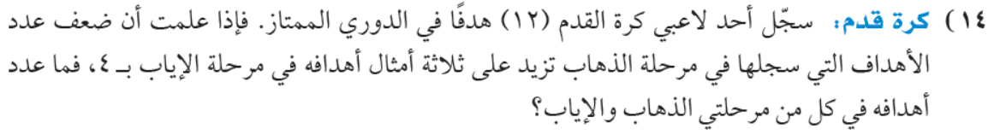 ١٤) كرة قدم: سجّل أحد لاعبي كرة القدم (١٢) هدفًا في الدوري الممتاز. فإذا علمت أن ضعف عدد
الأهداف التي سجلها في مرحلة الذهاب تزيد على ثلاثة أمثال أهدافه في مرحلة الإياب بـ ٤، فما عدد
أهدافه في كل من مرحلتي الذهاب والإياب؟